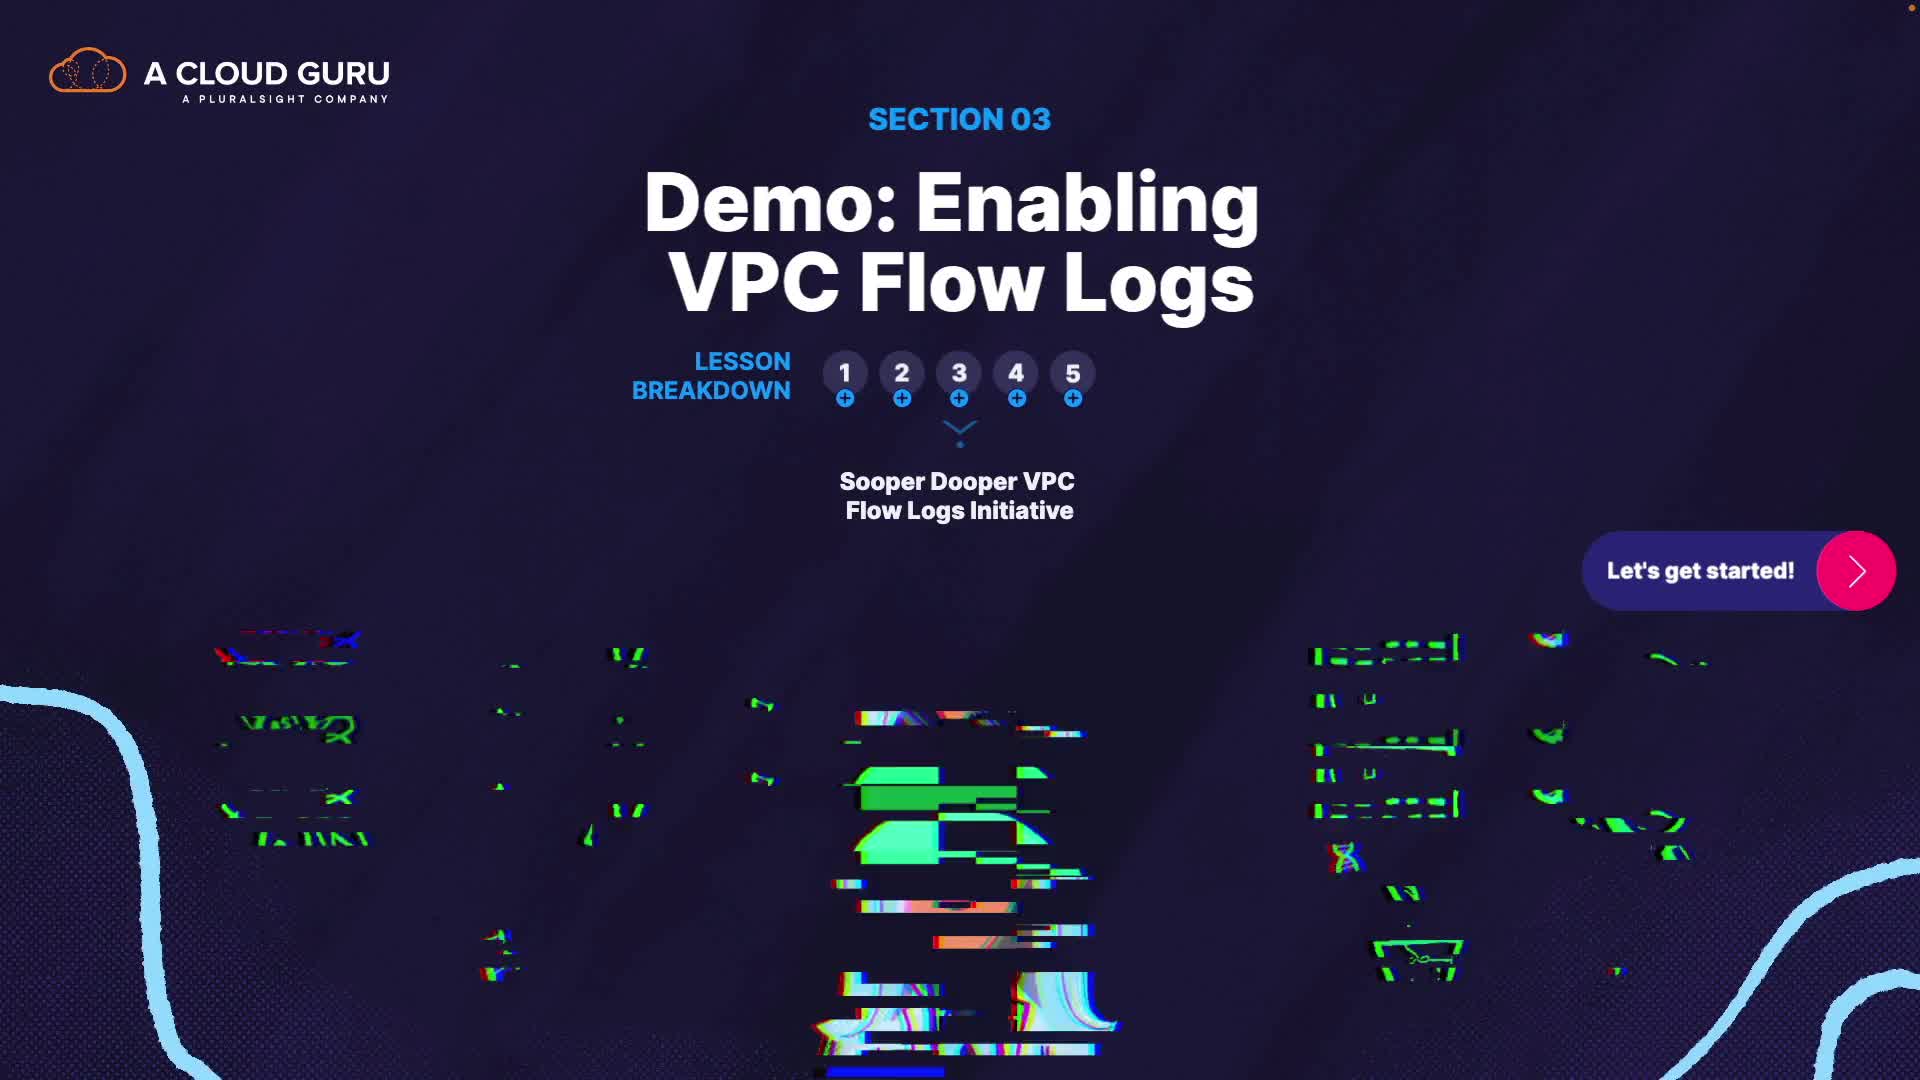 A CLOUD GURU
A PLURALSIGHT COMPANY
SECTION 03
Demo: Enabling
VPC Flow Logs
LESSON
BREAKDOWN
1 2 3 4 5
Sooper Dooper VPC
Flow Logs Initiative
Let's get started!